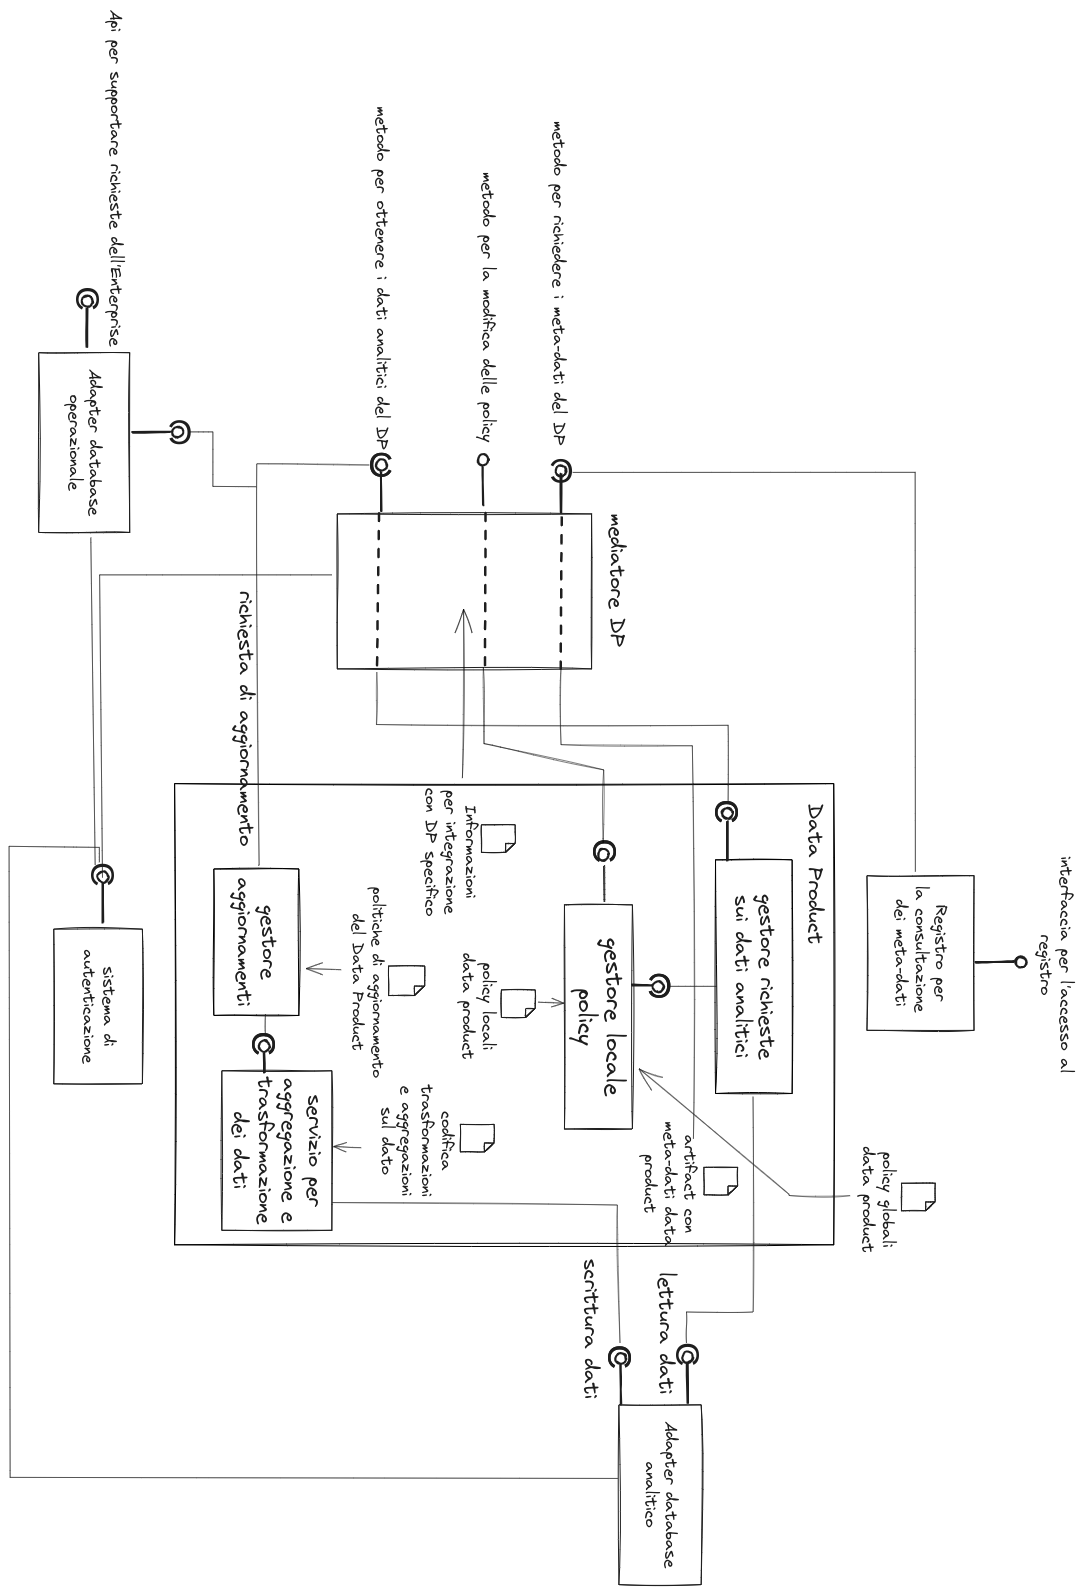 interfaccia per l'accesso al
registro
Registro per
la consultazione
dei meta-dati
policy globali
data product
Data Product
gestore richieste
sui dati analitici
artifact con
meta-dati data
product
lettura dati
Adapter database
analitico
mediatore DP
gestore locale
policy
scrittura dati
metodo per richiedere i meta-dati del DP
metodo per la modifica delle policy
metodo per ottenere i dati analitici del DP
Informazioni
per integrazione
con DP specifico
policy locali
data product
codifica
trasformazioni
e aggregazioni
sul dato
politiche di aggiornamento
del Data Product
servizio per
aggregazione e
trasformazione
dei dati
gestore
aggiornamenti
richiesta di aggiornamento
Api per supportare richieste dell'Enterprise
Adapter database
operazionale
sistema di
autenticazione